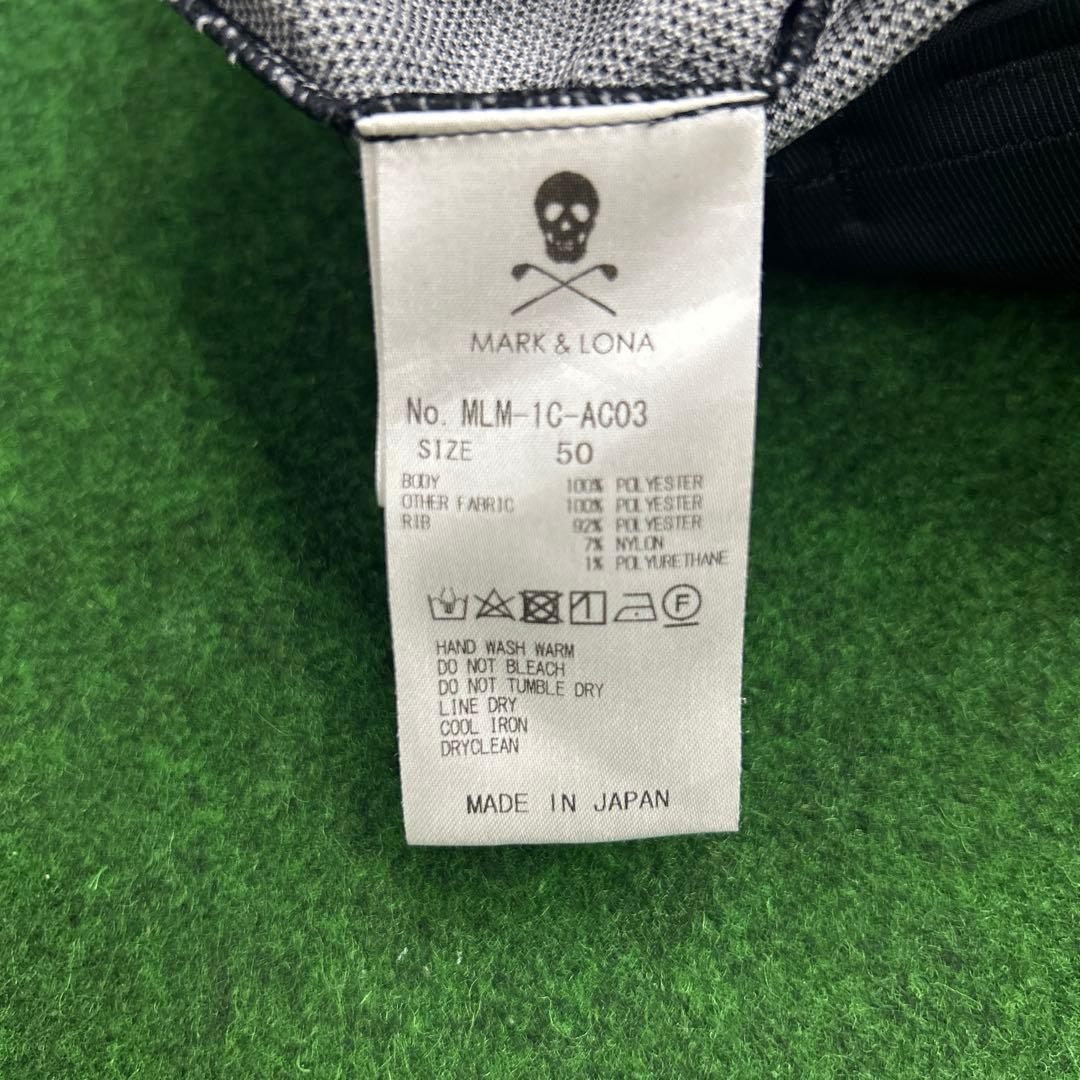 MARK & LONA
No. MLM-1C-AC03
SIZE 50
BODY 100% POLYESTER
OTHER FABRIC 100% POLYESTER
RIB 92% POLYESTER
7% NYLON
1% POLYURETHANE
F
HAND WASH WARM
DO NOT BLEACH
DO NOT TUMBLE DRY
LINE DRY
COOL IRON
DRYCLEAN
MADE IN JAPAN